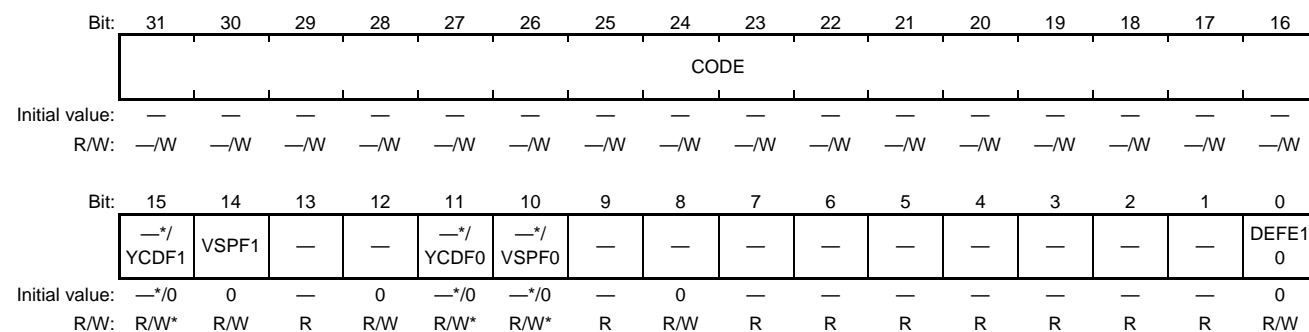 Bit: 31 30 29 28 27 26 25 24 23 22 21 20 19 18 17 16
CODE
Initial value: — — — — — — — — — — — — — — — —
R/W: —/W —/W —/W —/W —/W —/W —/W —/W —/W —/W —/W —/W —/W —/W —/W —/W
Bit: 15 14 13 12 11 10 9 8 7 6 5 4 3 2 1 0
—*/ YCDF1 VSPF1 — — —*/ YCDF0 —*/ VSPF0 — — — — — — — — — DEFE1 0
Initial value: —*/0 0 — 0 —*/0 —*/0 — 0 — — — — — — — 0
R/W: R/W* R/W R R/W R/W* R/W* R R/W R R R R R R R R/W